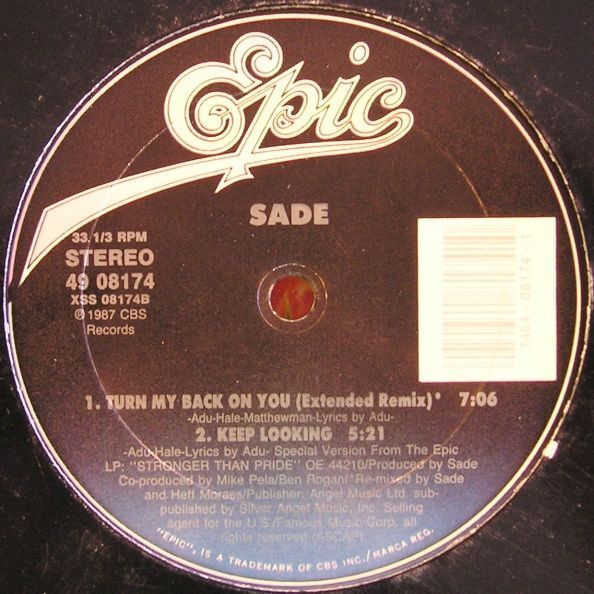 Epic
SADE
33.1/3 RPM
STEREO
49 08174
XSS 08174B
℗ 1987 CBS
Records
7464-08174-1
1. TURN MY BACK ON YOU (Extended Remix)* 7:06
-Adu-Hale-Matthewman-Lyrics by Adu-
2. KEEP LOOKING 5:21
-Adu-Hale-Lyrics by Adu- Special Version From The Epic
LP: "STRONGER THAN PRIDE" OE 44210/Produced by Sade
Co-produced by Mike Pela/Ben Rogan/*Re-mixed by Sade
and Heff Moraes/Publisher: Angel Music Ltd. sub-
published by Silver Angel Music, Inc. Selling
agent for the U.S./Famous Music Corp. all
rights reserved (ASCAP).
"EPIC", IS A TRADEMARK OF CBS INC./MARCA REG.